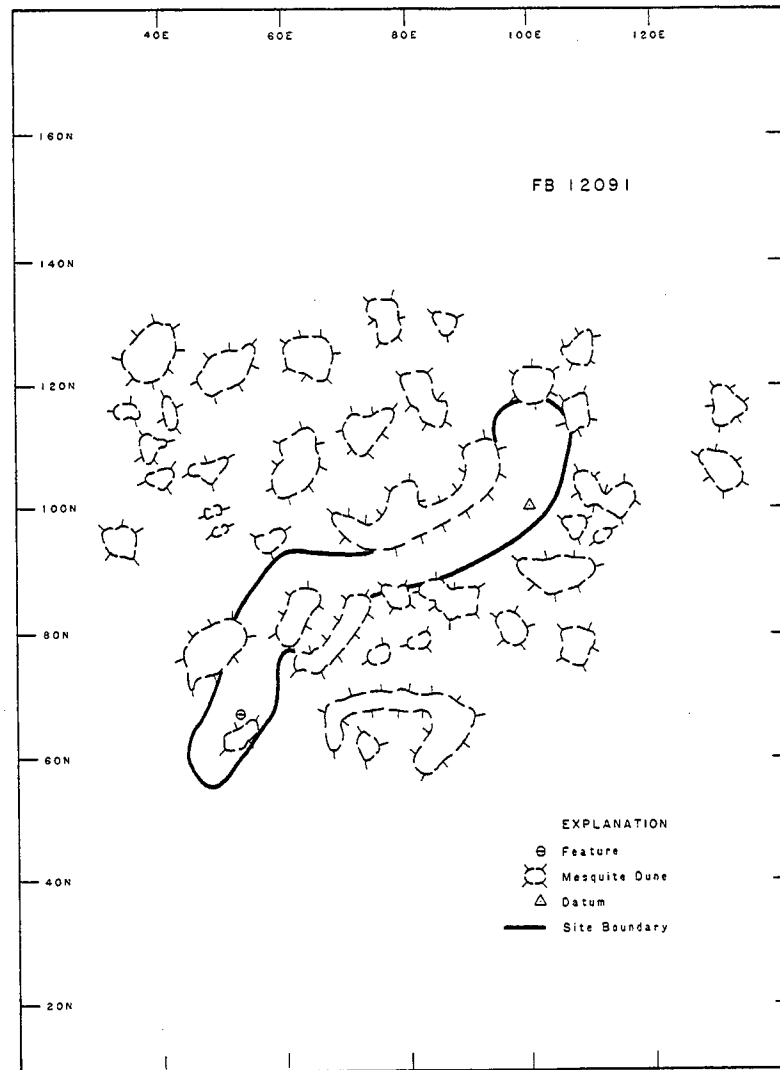 40E 60E 80E 100E 120E
160N
FB 12091
140N
120N
100N
80N
60N
EXPLANATION
Feature
Mesquite Dune
Datum
Site Boundary
40N
20N